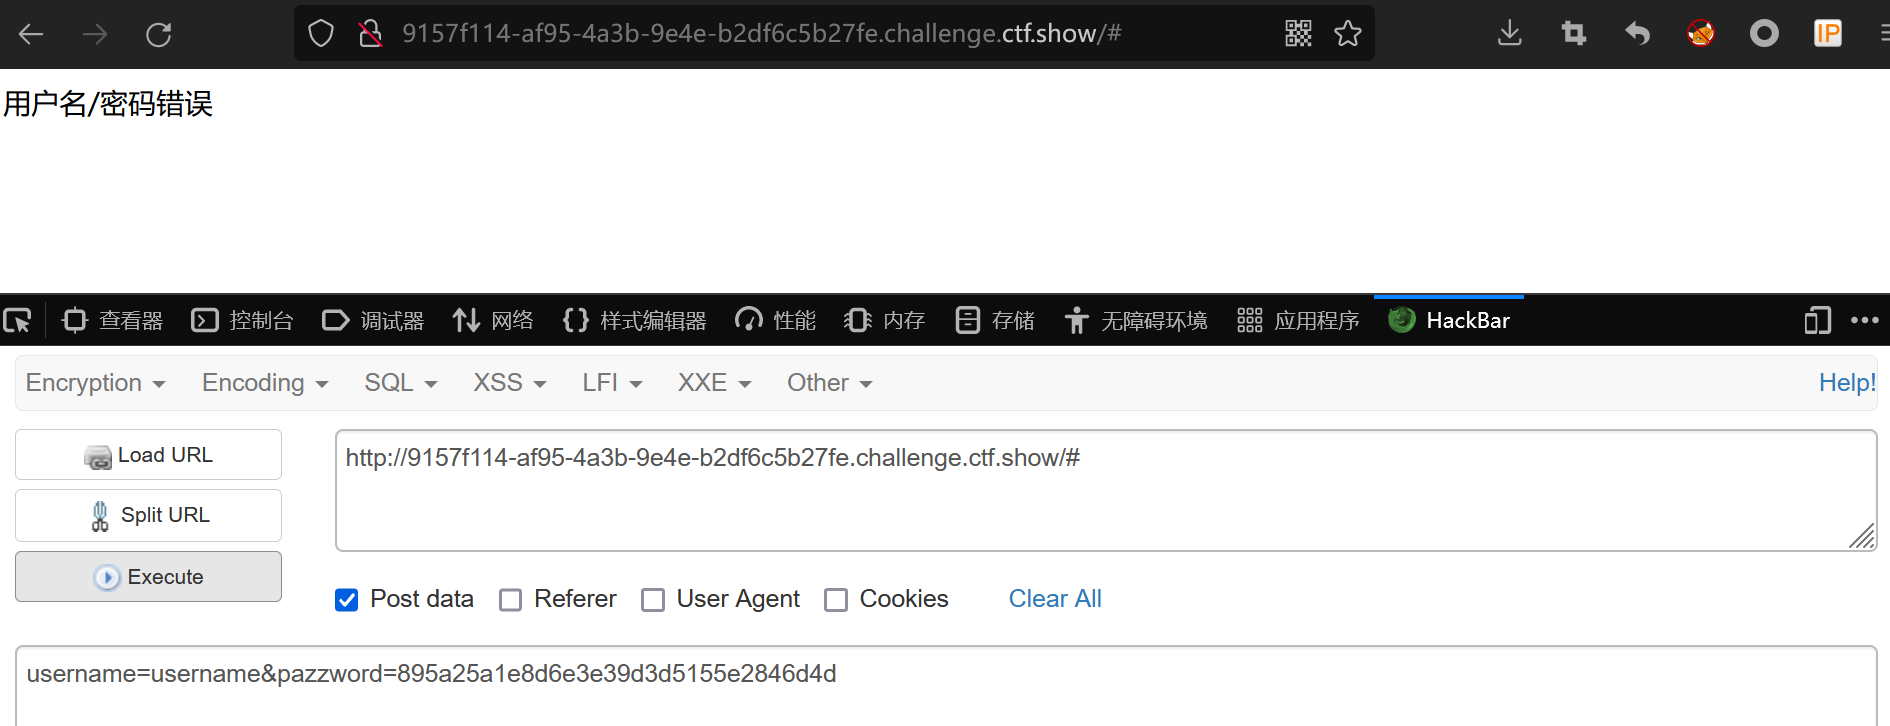 9157f114-af95-4a3b-9e4e-b2df6c5b27fe.challenge.ctf.show/#
IP
用户名/密码错误
查看器 控制台 调试器 网络 样式编辑器 性能 内存 存储 无障碍环境 应用程序 HackBar
Encryption Encoding SQL XSS LFI XXE Other Help!
Load URL
http://9157f114-af95-4a3b-9e4e-b2df6c5b27fe.challenge.ctf.show/#
Split URL
Execute
Post data Referer User Agent Cookies Clear All
username=username&pazzword=895a25a1e8d6e3e39d3d5155e2846d4d